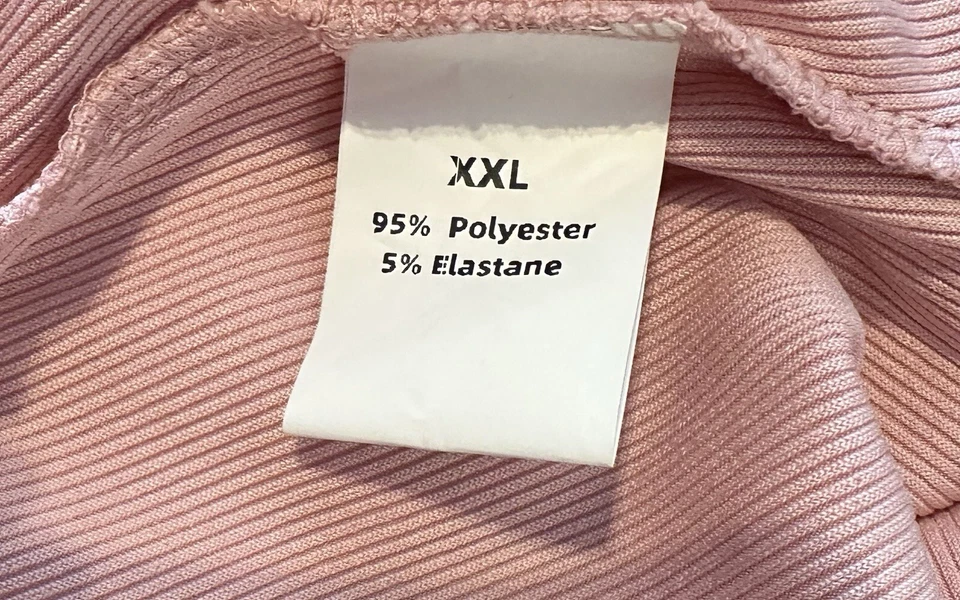 XXL
95% Polyester
5% Elastane